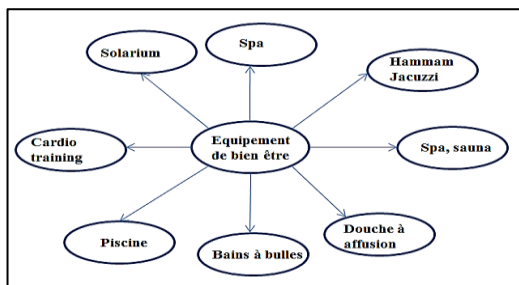 Spa
Solarium
Hammam
Jacuzzi
Cardio
training
Equipement
de bien être
Spa, sauna
Piscine
Bains à bulles
Douche à
affusion